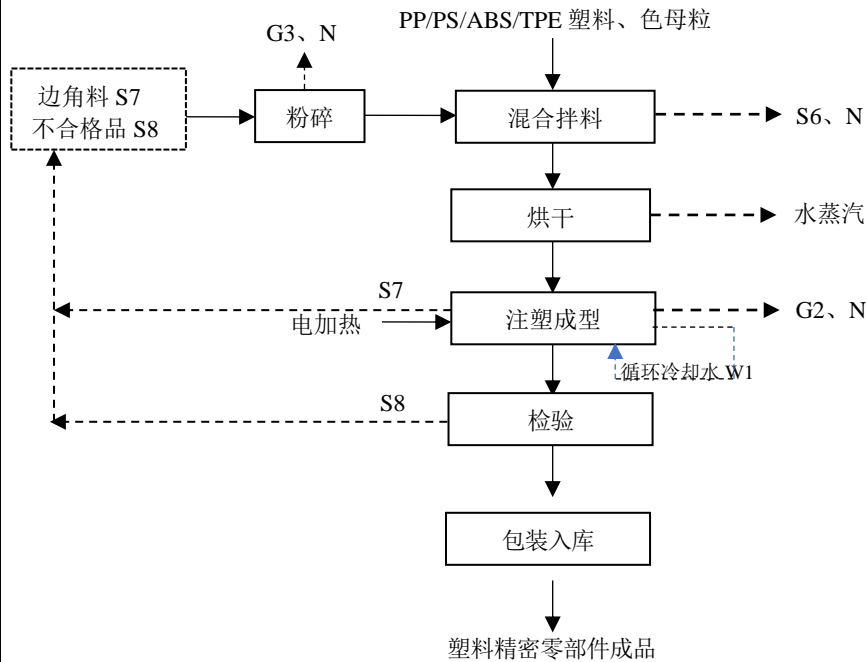 PP/PS/ABS/TPE 塑料、色母粒
G3、N
边角料 S7
不合格品 S8
粉碎
混合拌料
S6、N
烘干
水蒸汽
S7
电加热
注塑成型
G2、N
循环冷却水 W1
S8
检验
包装入库
塑料精密零部件成品